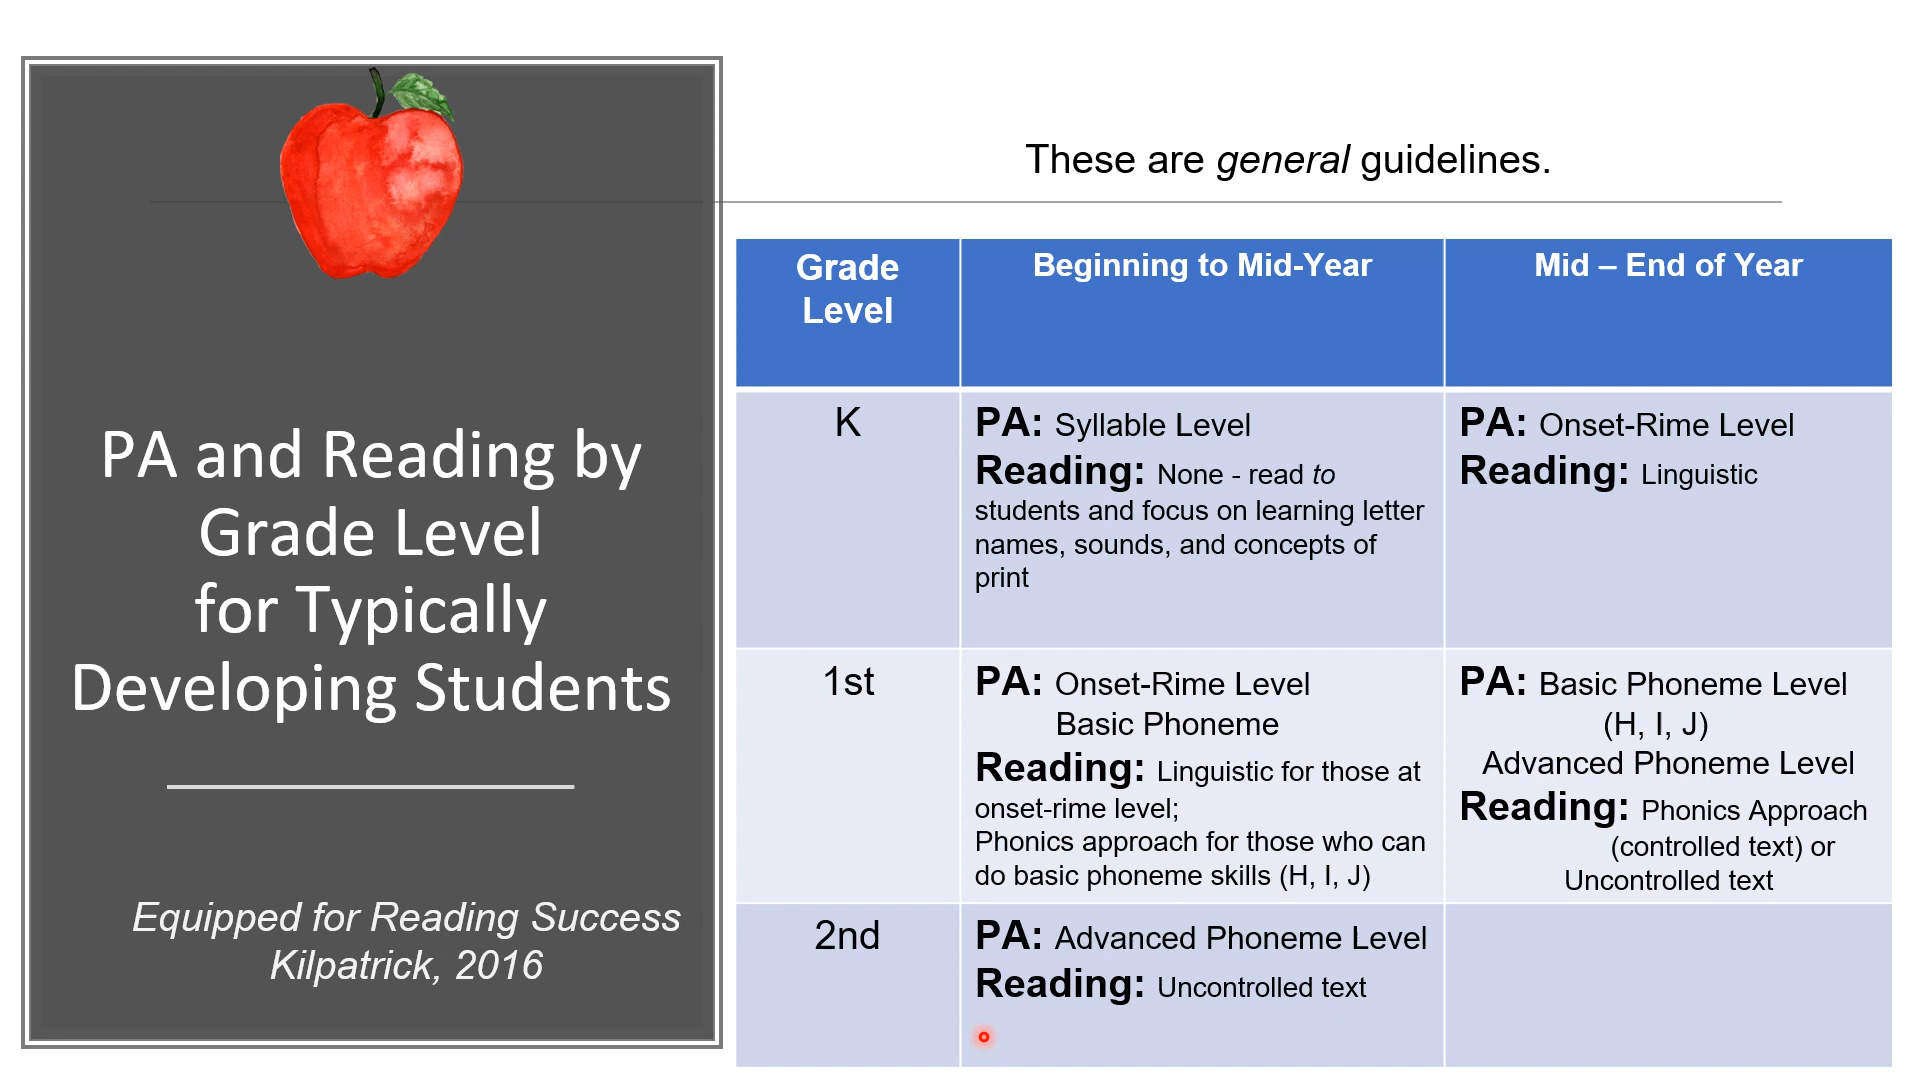 These are general guidelines.
PA and Reading by
Grade Level
for Typically
Developing Students
Equipped for Reading Success
Kilpatrick, 2016
Grade
Level
Beginning to Mid-Year
Mid – End of Year
K
PA: Syllable Level
Reading: None - read to
students and focus on learning letter
names, sounds, and concepts of
print
PA: Onset-Rime Level
Reading: Linguistic
1st
PA: Onset-Rime Level
Basic Phoneme
Reading: Linguistic for those at
onset-rime level;
Phonics approach for those who can
do basic phoneme skills (H, I, J)
PA: Basic Phoneme Level
(H, I, J)
Advanced Phoneme Level
Reading: Phonics Approach
(controlled text) or
Uncontrolled text
2nd
PA: Advanced Phoneme Level
Reading: Uncontrolled text